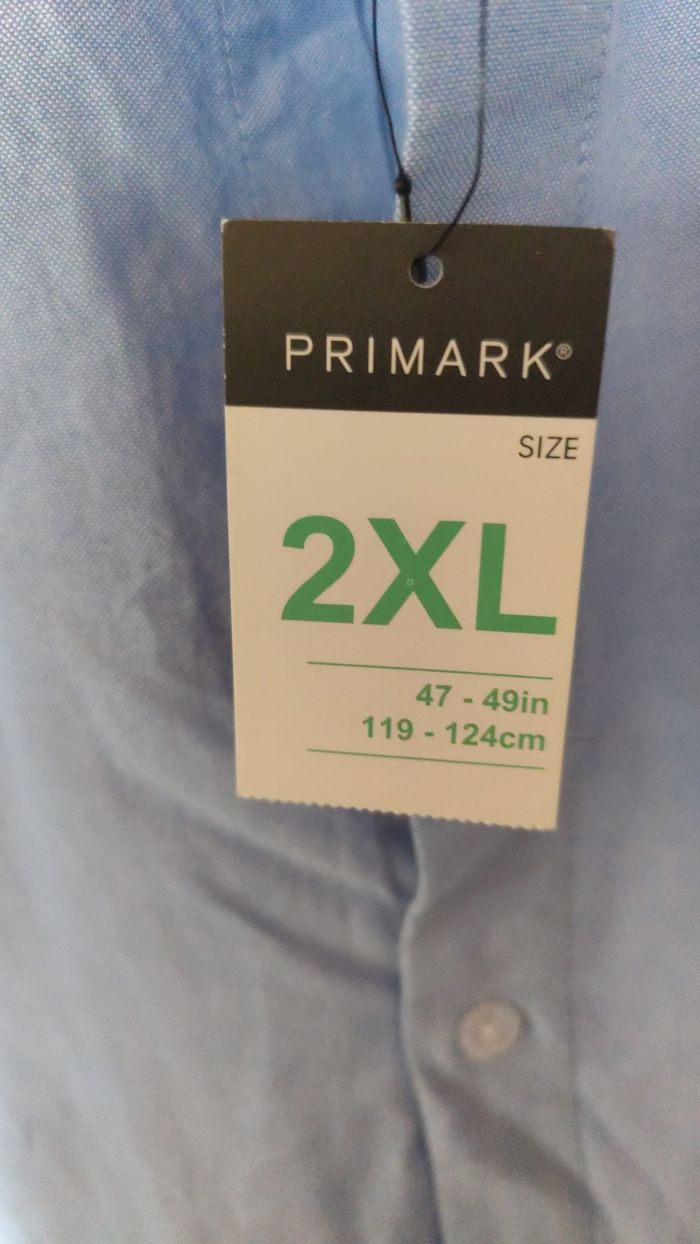 PRIMARK®
SIZE
2XL
47 - 49in
119 - 124cm